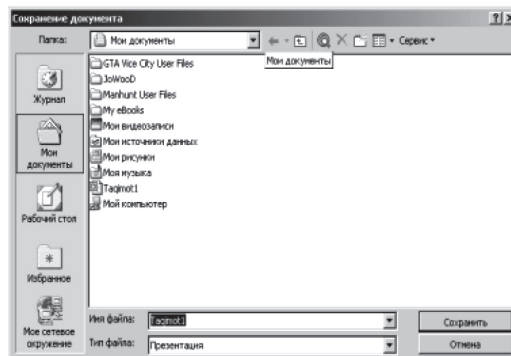 Сохранение документа
Папка:
Мои документы
Сервис
Мои документы
Журнал
Мои
документы
Рабочий стол
Избранное
Мое сетевое
окружение
GTA Vice City User Files
JoWooD
Manhunt User Files
My eBooks
Мои видеозаписи
Мои источники данных
Мои рисунки
Моя музыка
Taqimot1
Мой компьютер
Имя файла:
Taqimot1
Сохранить
Тип файла:
Презентация
Отмена